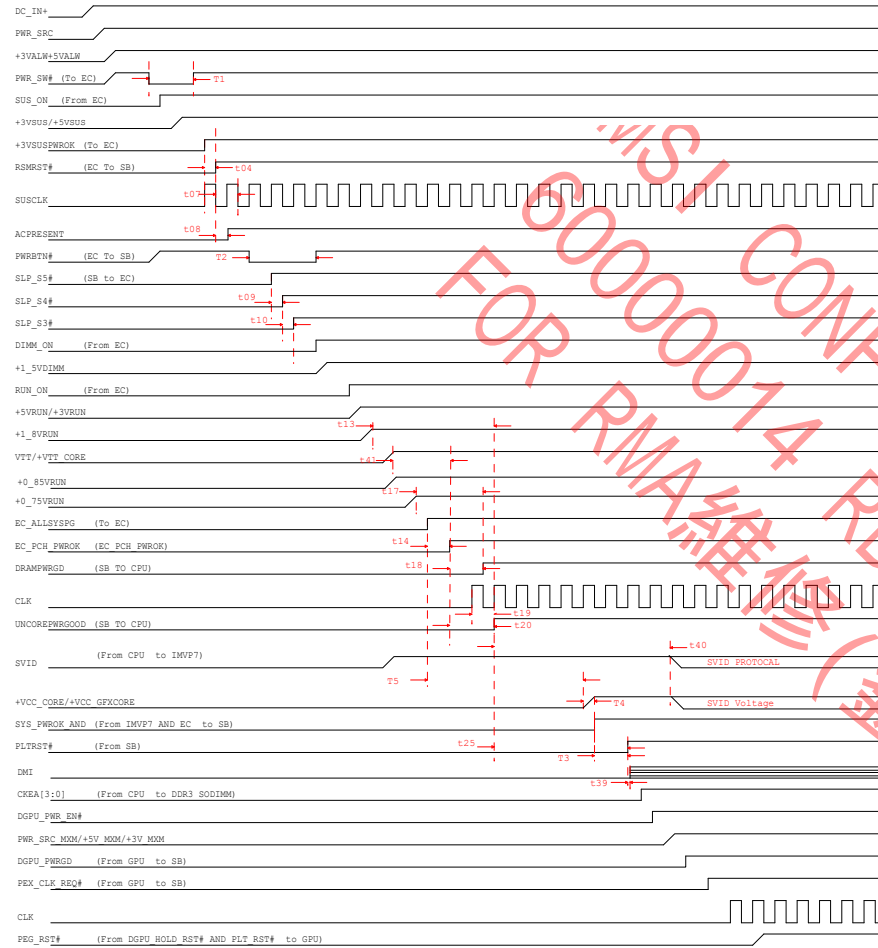 DC_IN+
PWR_SRC
+3VALW+5VALW
PWR_SW# (To EC)
T1
SUS_ON (From EC)
+3VSUS/+5VSUS
+3VSUSPWROK (To EC)
RSMRST# (EC To SB)
t04
t07
SUSCLK
ACPRESENT
t08
PWRBTN# (EC To SB)
T2
SLP_S5# (SB to EC)
SLP_S4#
t09
SLP_S3#
t10
DIMM_ON (From EC)
+1_5VDIMM
RUN_ON (From EC)
+5VRUN/+3VRUN
t13
+1_8VRUN
VTT/+VTT_CORE
t41
+0_85VRUN
t17
+0_75VRUN
EC_ALLSYSPG (To EC)
t14
EC_PCH_PWROK (EC_PCH_PWROK)
t18
DRAMPWRGD (SB TO CPU)
CLK
t19
UNCOREPWRGOOD (SB TO CPU)
t20
t40
SVID (From CPU to IMVP7)
SVID PROTOCAL
T5
+VCC_CORE/+VCC_GFXCORE
T4
SVID Voltage
SYS_PWROK_AND (From IMVP7 AND EC to SB)
PLTRST# (From SB)
t25
T3
DMI
t39
CKEA[3:0] (From CPU to DDR3 SODIMM)
DGPU_PWR_EN#
PWR_SRC_MXM/+5V_MXM/+3V_MXM
DGPU_PWRGD (From GPU to SB)
PEX_CLK_REQ# (From GPU to SB)
CLK
PEG_RST# (From DGPU_HOLD_RST# AND PLT_RST# to GPU)
MSI
60000014
FOR RMA維修